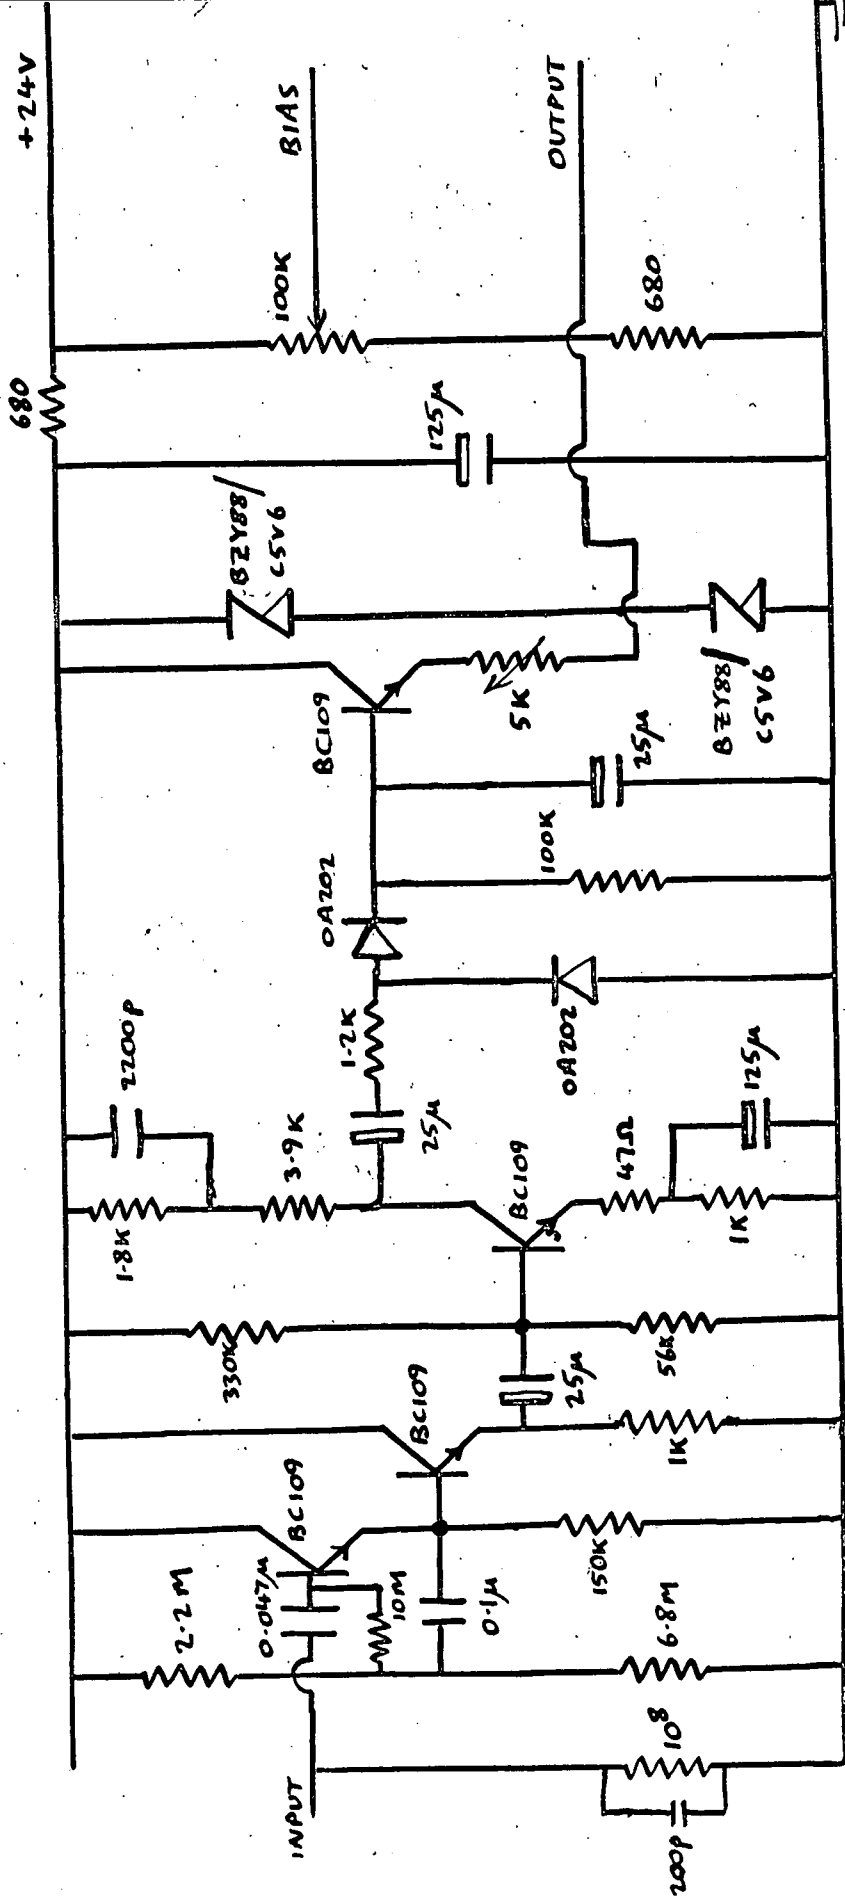 INPUT
200p
10⁸
2.2M
0.047µ
10M
0.1µ
6.8M
BC109
150K
BC109
1K
330K
25µ
56K
1.8K
2200p
3.9K
BC109
25µ
47Ω
1K
125µ
1.2K
OA202
OA202
100K
25µ
BC109
5K
BZY88/
C5V6
BZY88/
C5V6
125µ
680
+24V
100K
BIAS
OUTPUT
680